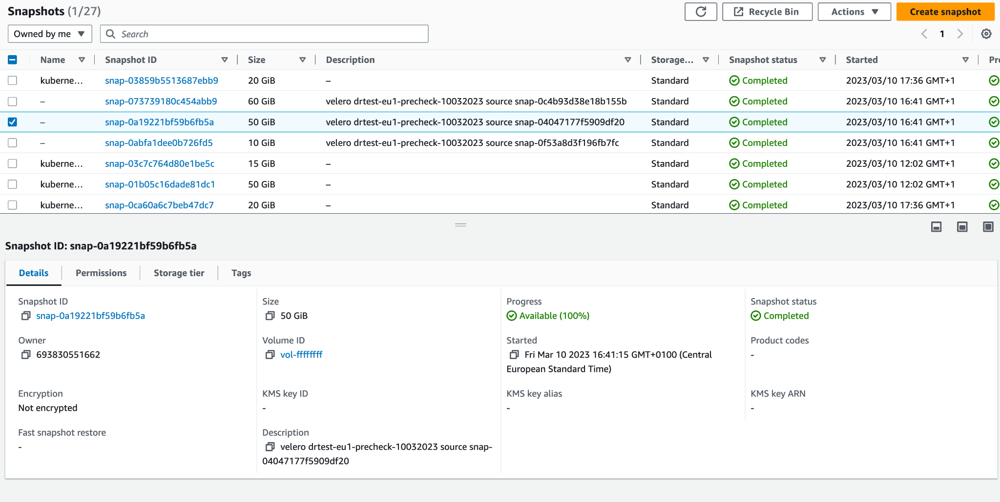 Snapshots (1/27)
Recycle Bin
Actions
Create snapshot
Owned by me
Search
1
Name Snapshot ID Size Description Storage... Snapshot status Started Pr
kuberne... snap-03859b5513687ebb9 20 GiB – Standard Completed 2023/03/10 17:36 GMT+1
– snap-073739180c454abb9 60 GiB velero drtest-eu1-precheck-10032023 source snap-0c4b93d38e18b155b Standard Completed 2023/03/10 16:41 GMT+1
– snap-0a19221bf59b6fb5a 50 GiB velero drtest-eu1-precheck-10032023 source snap-04047177f5909df20 Standard Completed 2023/03/10 16:41 GMT+1
– snap-0abfa1dee0b726fd5 10 GiB velero drtest-eu1-precheck-10032023 source snap-0f53a8d3f196fb7fc Standard Completed 2023/03/10 16:41 GMT+1
kuberne... snap-03c7c764d80e1be5c 15 GiB – Standard Completed 2023/03/10 12:02 GMT+1
kuberne... snap-01b05c16dade81dc1 50 GiB – Standard Completed 2023/03/10 12:02 GMT+1
kuberne... snap-0ca60a6c7beb47dc7 20 GiB – Standard Completed 2023/03/10 17:36 GMT+1
Snapshot ID: snap-0a19221bf59b6fb5a
Details Permissions Storage tier Tags
Snapshot ID
snap-0a19221bf59b6fb5a
Size
50 GiB
Progress
Available (100%)
Snapshot status
Completed
Owner
693830551662
Volume ID
vol-ffffffff
Started
Fri Mar 10 2023 16:41:15 GMT+0100 (Central
European Standard Time)
Product codes
-
Encryption
Not encrypted
KMS key ID
-
KMS key alias
-
KMS key ARN
-
Fast snapshot restore
-
Description
velero drtest-eu1-precheck-10032023 source snap-
04047177f5909df20